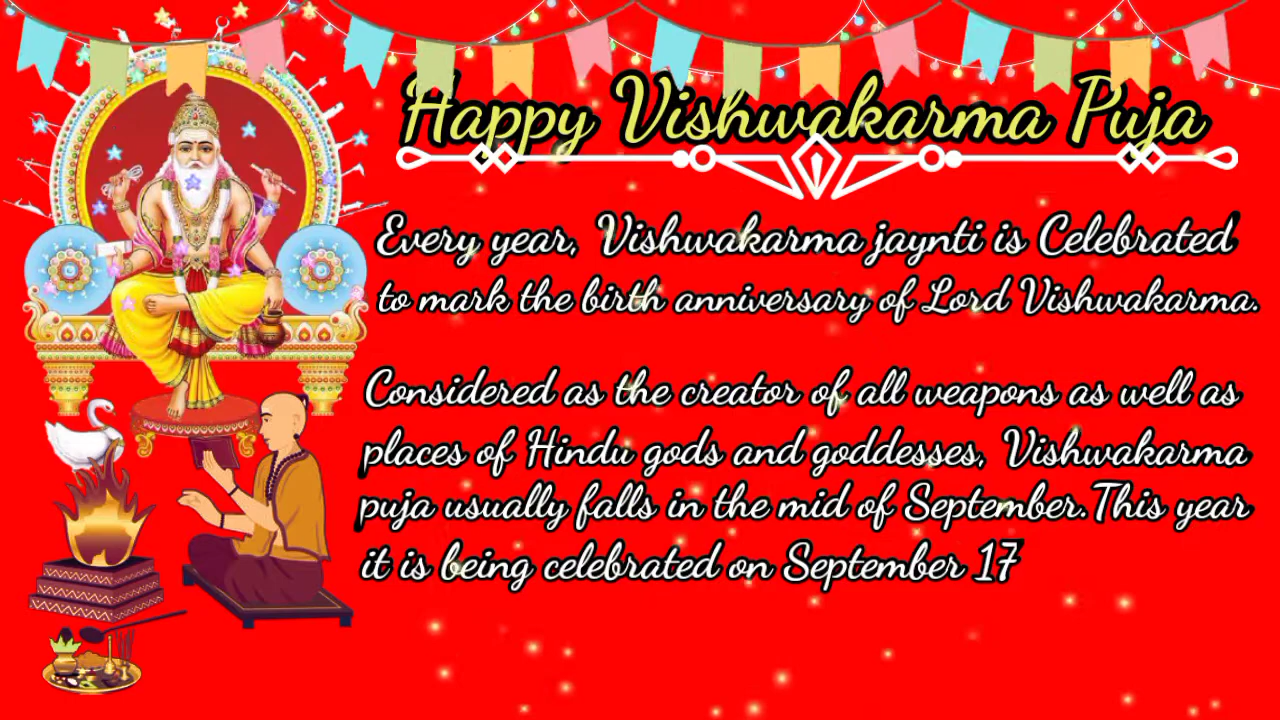 Happy Vishwakarma Puja
Every year, Vishwakarma jaynti is Celebrated
to mark the birth anniversary of Lord Vishwakarma.
Considered as the creator of all weapons as well as
places of Hindu gods and goddesses, Vishwakarma
puja usually falls in the mid of September.This year
it is being celebrated on September 17